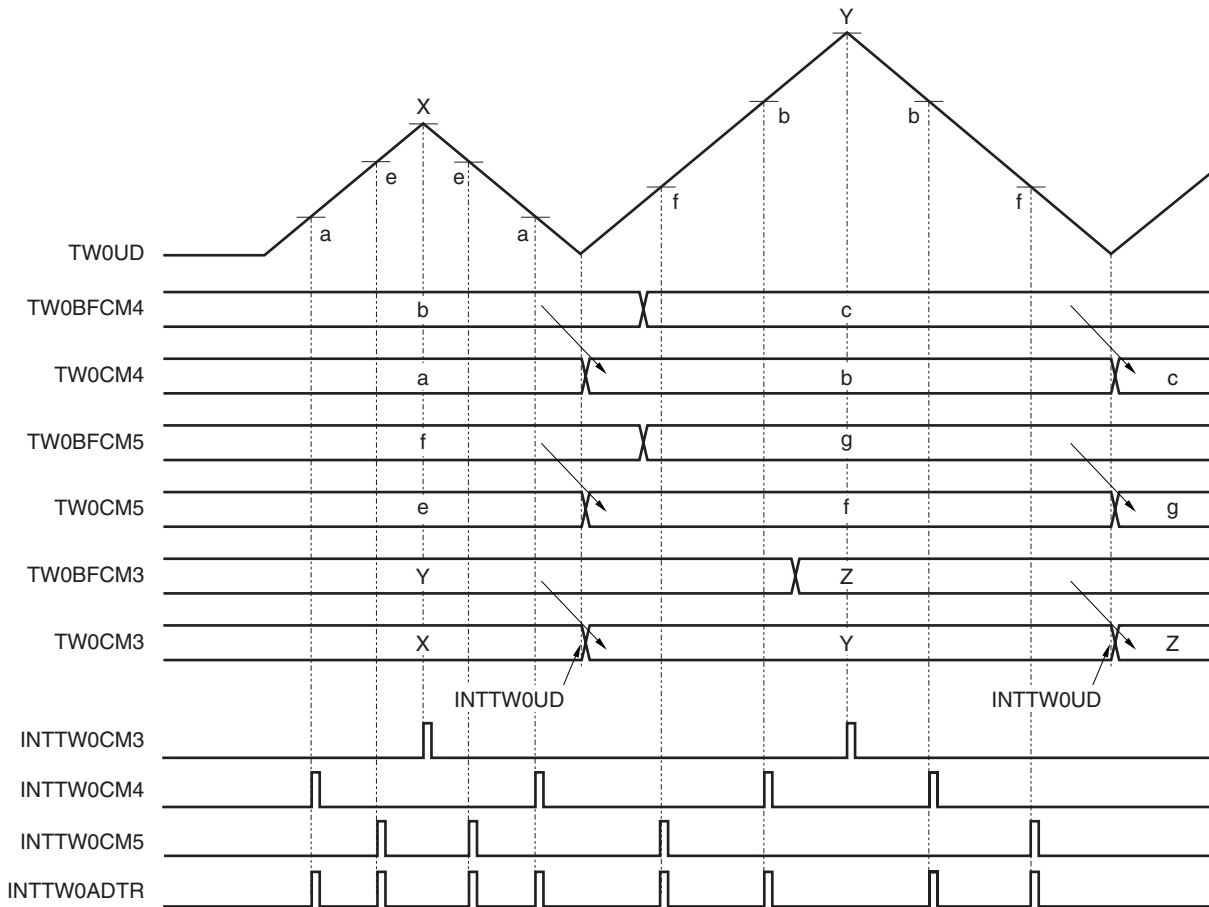 Y
X
b b
e e
f f
a a
TW0UD
TW0BFCM4 b c
TW0CM4 a b c
TW0BFCM5 f g
TW0CM5 e f g
TW0BFCM3 Y Z
TW0CM3 X Y Z
INTTW0UD INTTW0UD
INTTW0CM3
INTTW0CM4
INTTW0CM5
INTTW0ADTR